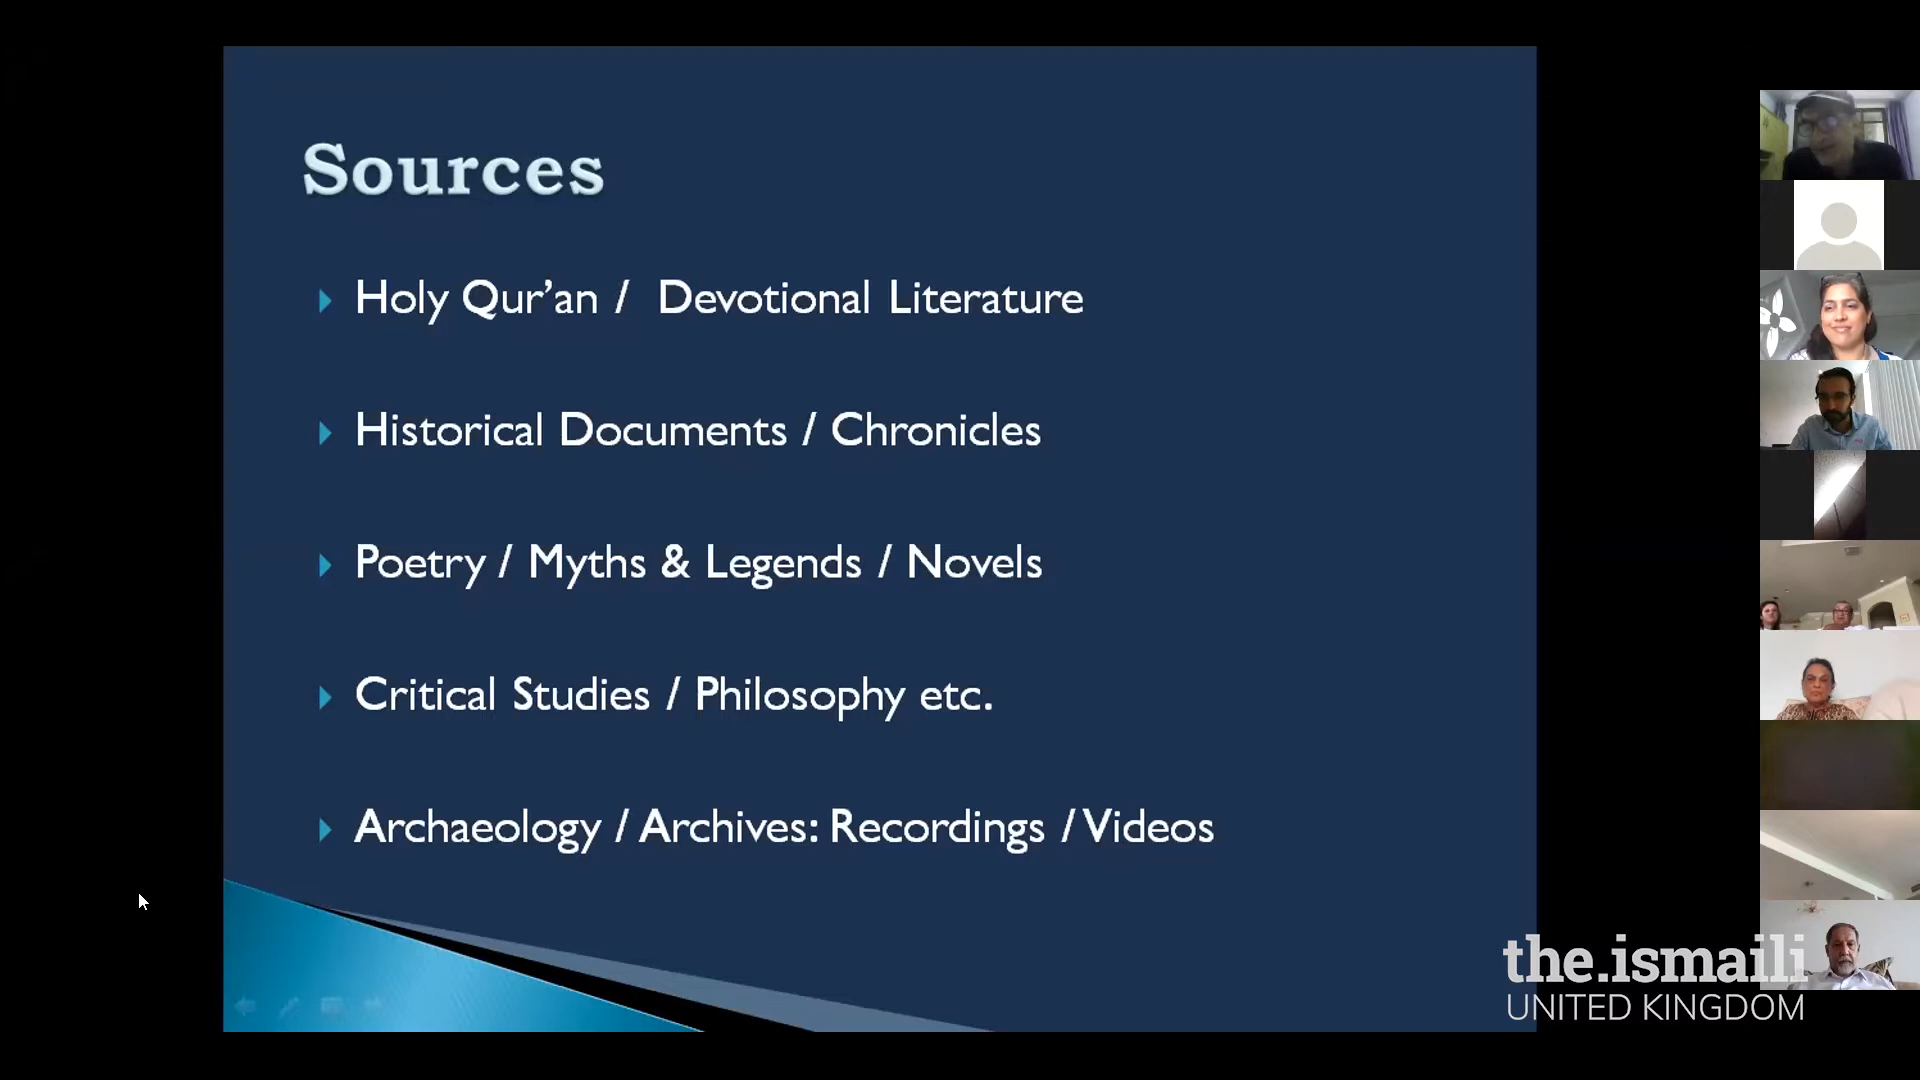 Sources
Holy Qur’an / Devotional Literature
Historical Documents / Chronicles
Poetry / Myths & Legends / Novels
Critical Studies / Philosophy etc.
Archaeology / Archives: Recordings / Videos
the.ismaili
UNITED KINGDOM